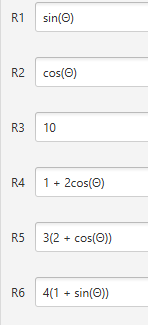 R1 sin(Θ)
R2 cos(Θ)
R3 10
R4 1 + 2cos(Θ)
R5 3(2 + cos(Θ))
R6 4(1 + sin(Θ))